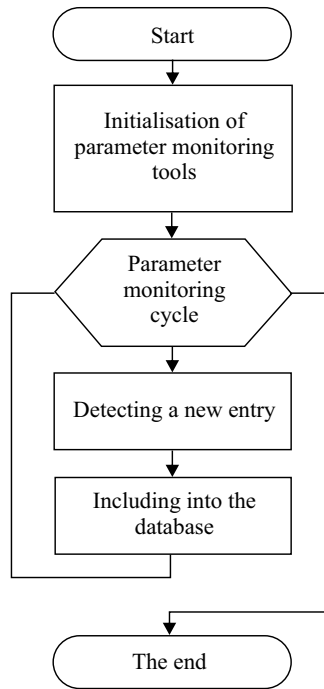 Start
Initialisation of
parameter monitoring
tools
Parameter
monitoring
cycle
Detecting a new entry
Including into the
database
The end